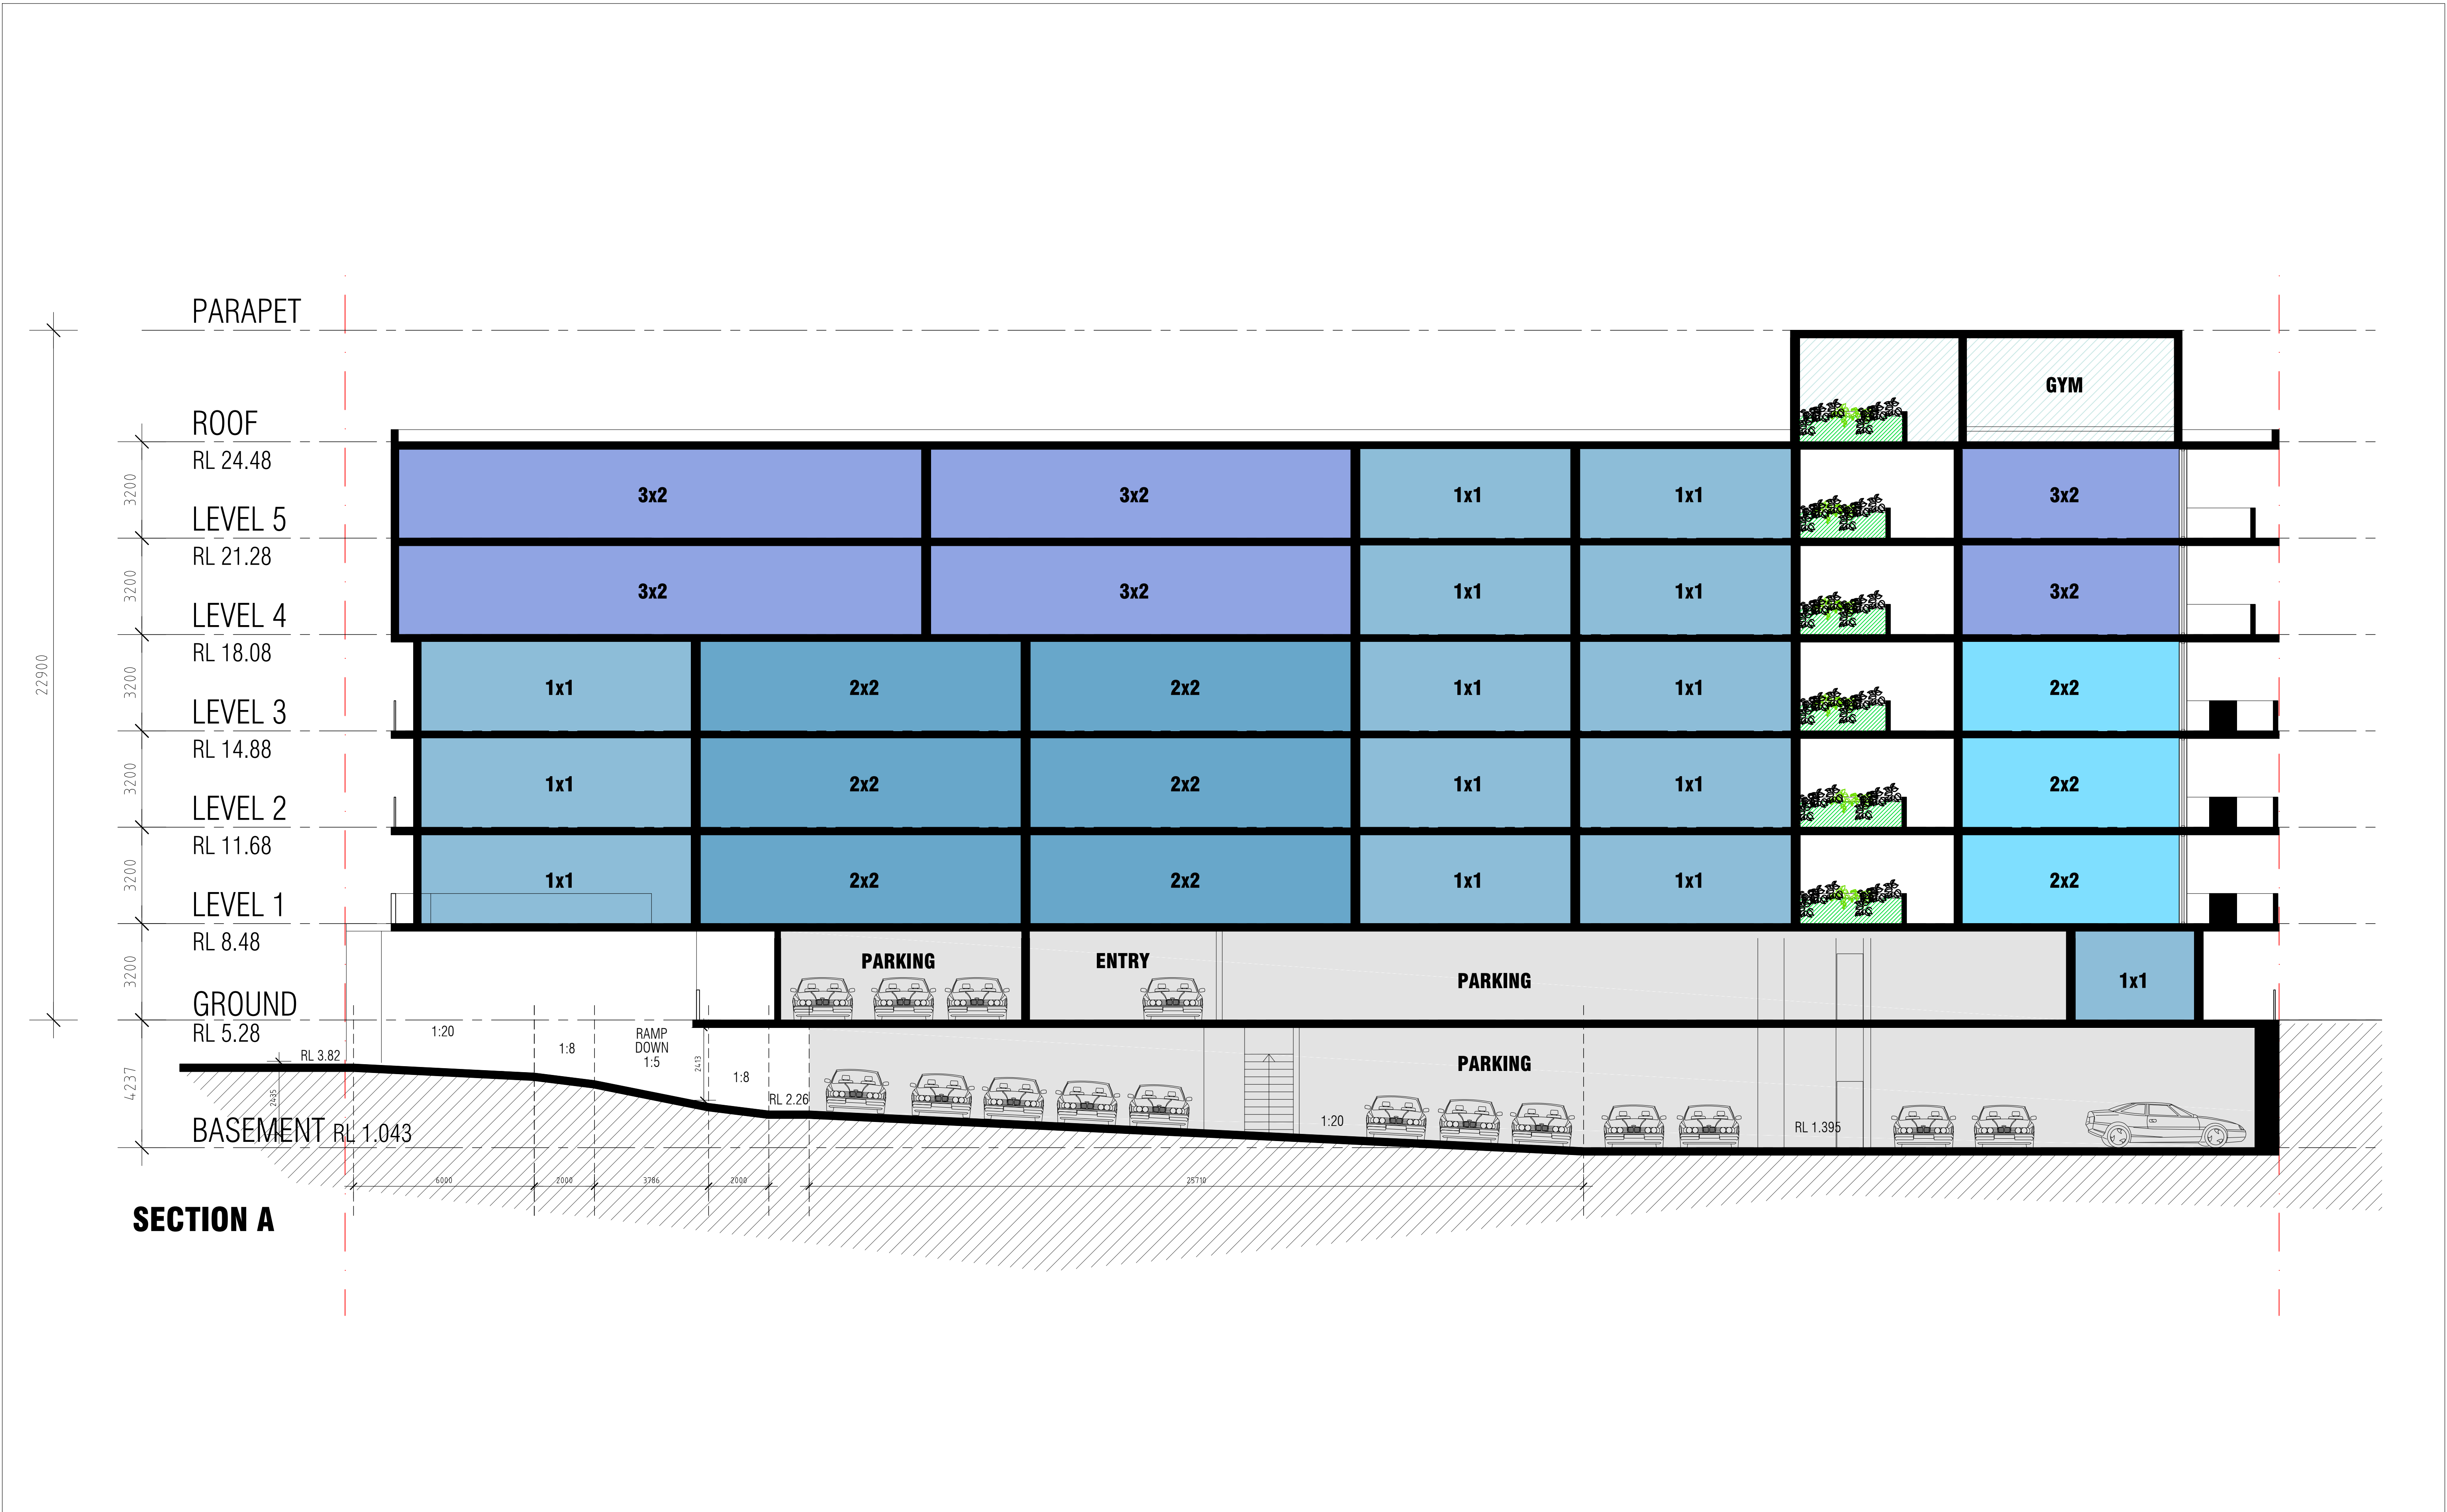 PARAPET
GYM
ROOF
RL 24.48
3200
3x2
3x2
1x1
1x1
3x2
LEVEL 5
RL 21.28
3200
3x2
3x2
1x1
1x1
3x2
LEVEL 4
RL 18.08
22900
3200
1x1
2x2
2x2
1x1
1x1
2x2
LEVEL 3
RL 14.88
3200
1x1
2x2
2x2
1x1
1x1
2x2
LEVEL 2
RL 11.68
3200
1x1
2x2
2x2
1x1
1x1
2x2
LEVEL 1
RL 8.48
3200
PARKING
ENTRY
PARKING
1x1
GROUND
RL 5.28
1:20
RAMP
DOWN
1:5
1:8
RL 3.82
2413
1:8
PARKING
4237
2435
RL 2.26
1:20
RL 1.395
BASEMENT RL 1.043
6000
2000
3786
2000
25710
SECTION A